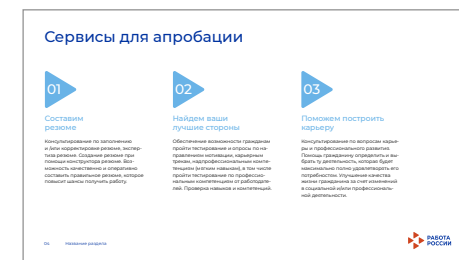 Сервисы для апробации
01
Составим
резюме
Консультирование по заполнению
и /или корректировке резюме, экспер-
тиза резюме. Создание резюме при
помощи конструктора резюме. Воз-
можность качественно и оперативно
составить правильное резюме, которое
повысит шансы получить работу.
02
Найдем ваши
лучшие стороны
Обеспечение возможности гражданам
пройти тестирование и опросы по на-
правлениям мотивации, карьерным
трекам, надпрофессиональным компе-
тенциям (мягким навыкам), в том числе
пройти тестирование по профессио-
нальным компетенциям от работодате-
лей. Проверка навыков и компетенций.
03
Поможем построить
карьеру
Консультирование по вопросам карье-
ры и профессионального развития.
Помощь гражданину определить и вы-
брать ту деятельность, которая будет
максимально полно удовлетворять его
потребностям. Улучшение качества
жизни гражданина за счет изменений
в социальной и/или профессиональ-
ной деятельности.
Название раздела
РАБОТА
РОССИИ